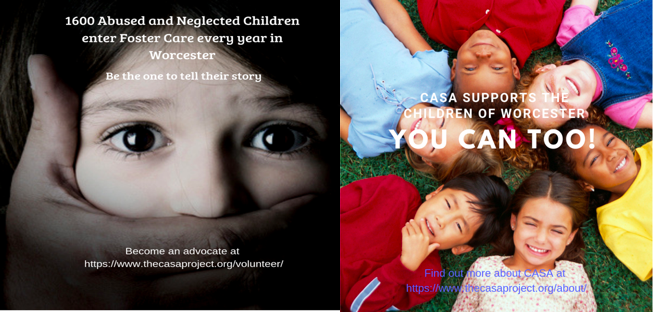 1600 Abused and Neglected Children
enter Foster Care every year in
Worcester
Be the one to tell their story
Become an advocate at
https://www.thecasaproject.org/volunteer/
CASA SUPPORTS THE
CHILDREN OF WORCESTER
YOU CAN TOO!
Find out more about CASA at
https://www.thecasaproject.org/about/